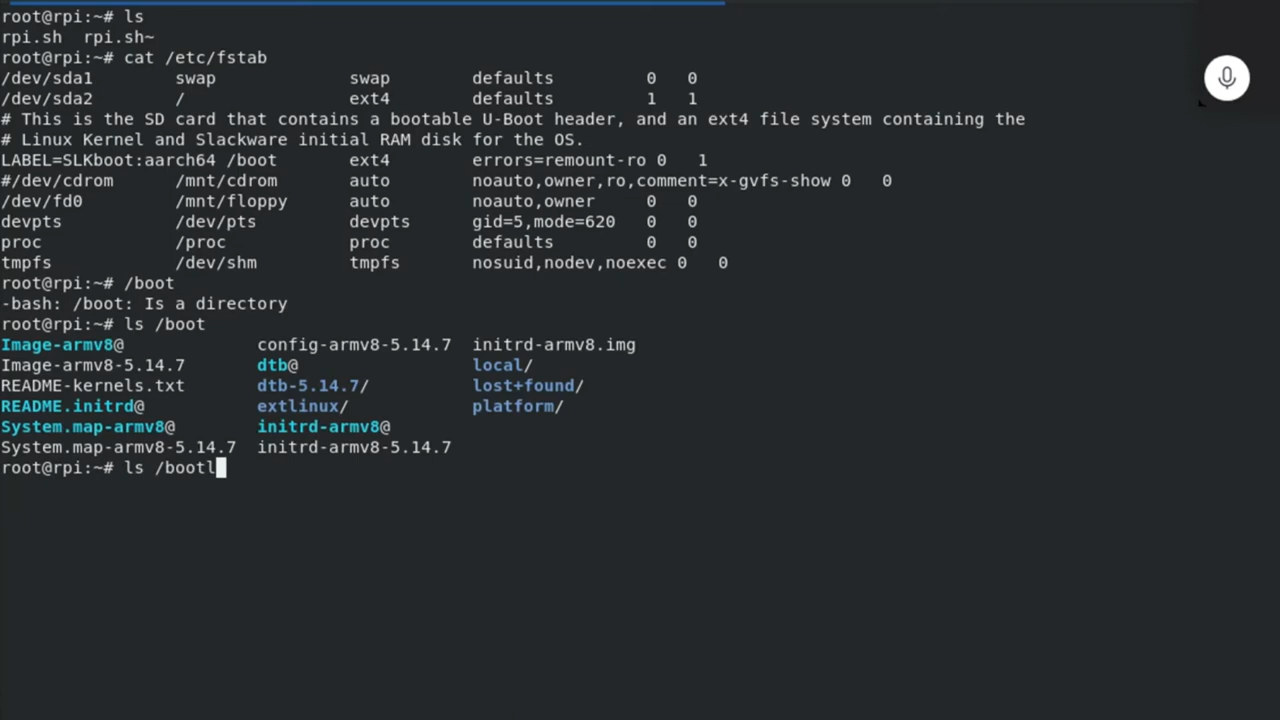 root@rpi:~# ls
rpi.sh  rpi.sh~
root@rpi:~# cat /etc/fstab
/dev/sda1        swap             swap        defaults         0   0
/dev/sda2        /                ext4        defaults         1   1
# This is the SD card that contains a bootable U-Boot header, and an ext4 file system containing the
# Linux Kernel and Slackware initial RAM disk for the OS.
LABEL=SLKboot:aarch64 /boot       ext4        errors=remount-ro 0   1
#/dev/cdrom      /mnt/cdrom       auto        noauto,owner,ro,comment=x-gvfs-show 0   0
/dev/fd0         /mnt/floppy      auto        noauto,owner     0   0
devpts           /dev/pts         devpts      gid=5,mode=620   0   0
proc             /proc            proc        defaults         0   0
tmpfs            /dev/shm         tmpfs       nosuid,nodev,noexec 0   0
root@rpi:~# /boot
-bash: /boot: Is a directory
root@rpi:~# ls /boot
Image-armv8@             config-armv8-5.14.7  initrd-armv8.img
Image-armv8-5.14.7       dtb@                 local/
README-kernels.txt       dtb-5.14.7/          lost+found/
README.initrd@           extlinux/            platform/
System.map-armv8@        initrd-armv8@
System.map-armv8-5.14.7  initrd-armv8-5.14.7
root@rpi:~# ls /bootl